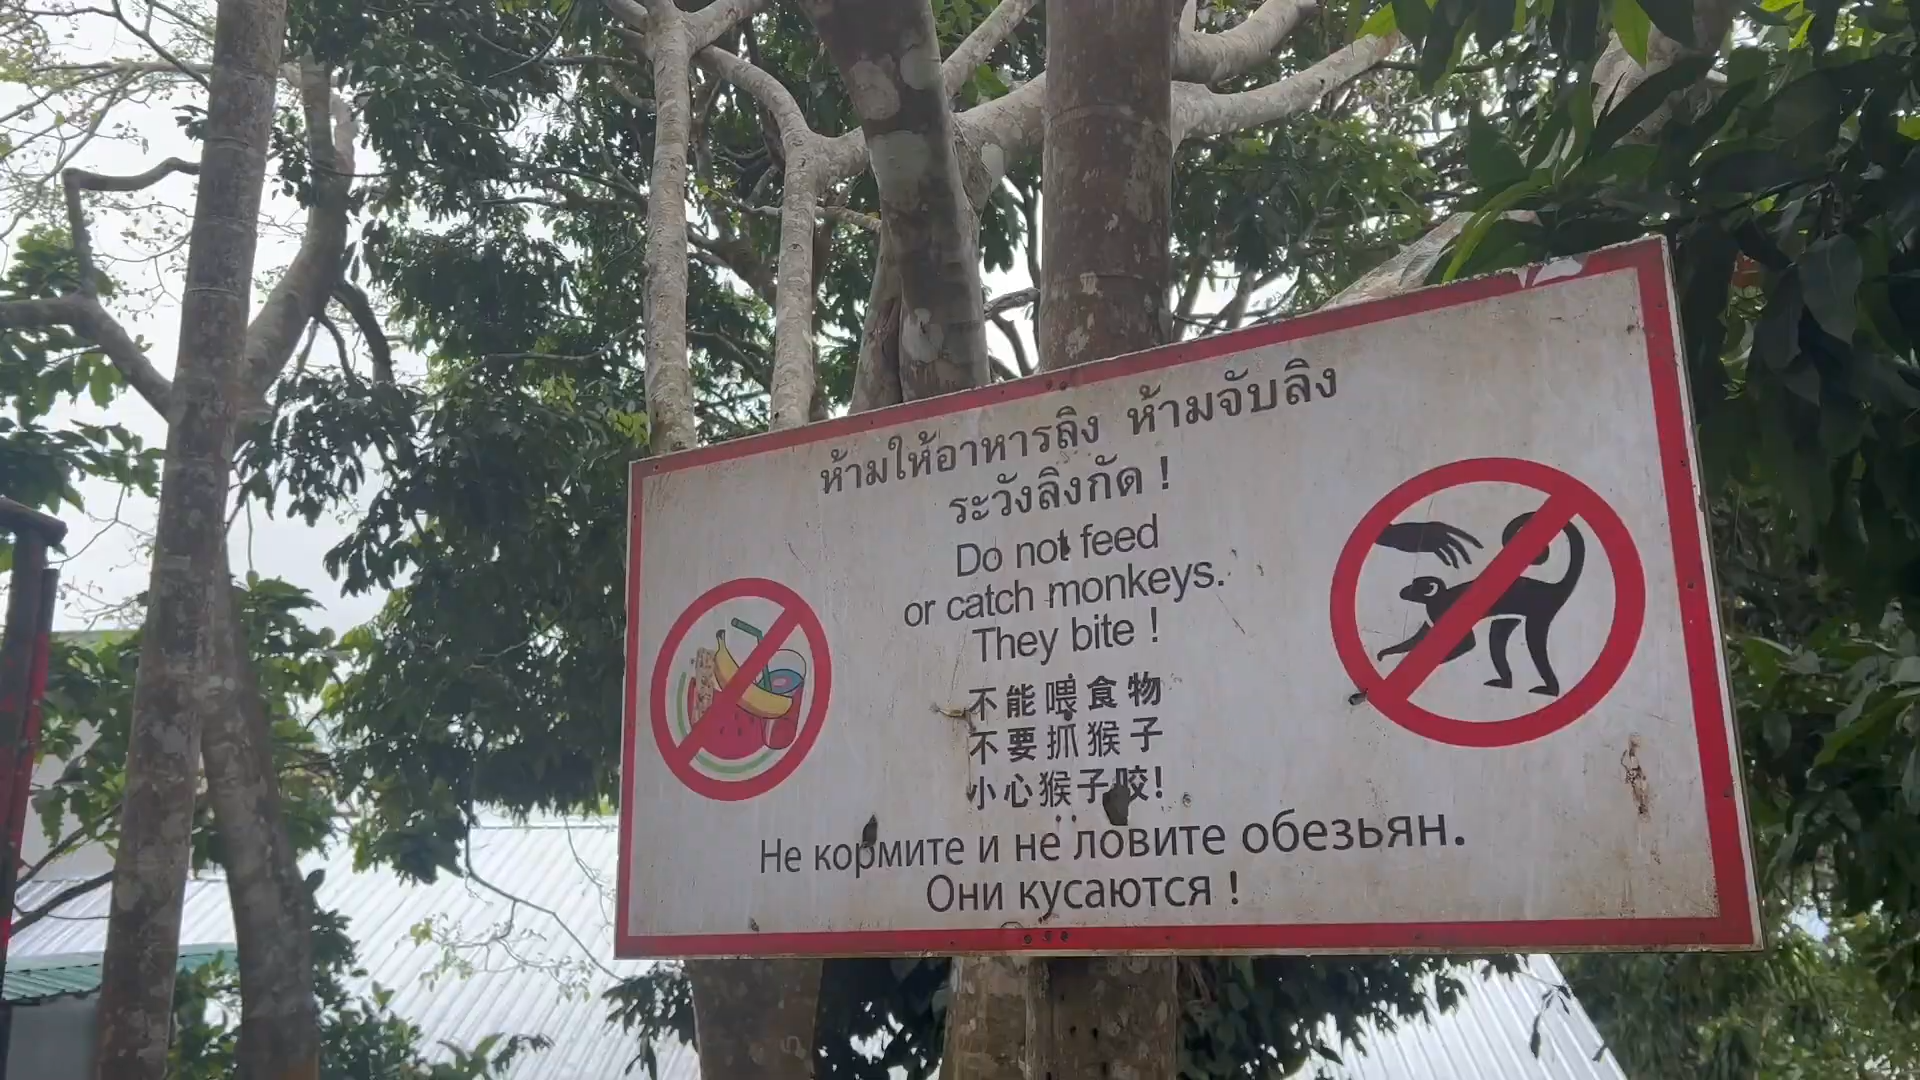 ห้ามให้อาหารลิง ห้ามจับลิง
ระวังลิงกัด !
Do not feed
or catch monkeys.
They bite !
不能喂食物
不要抓猴子
小心猴子咬!
Не кормите и не ловите обезьян.
Они кусаются !